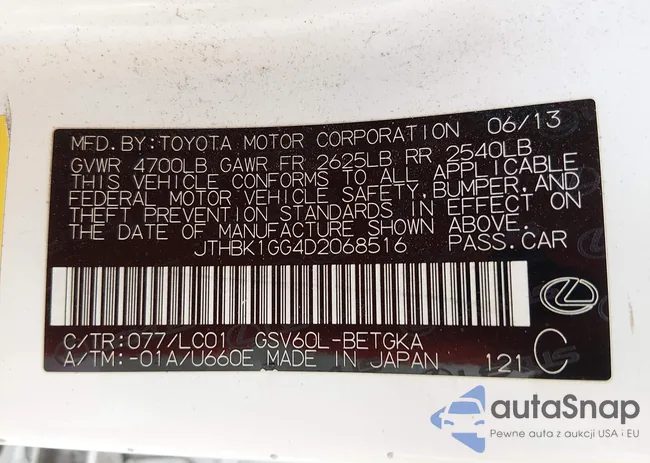 MFD. BY: TOYOTA MOTOR CORPORATION 06/13
GVWR 4700LB GAWR FR 2625LB RR 2540LB
THIS VEHICLE CONFORMS TO ALL APPLICABLE
FEDERAL MOTOR VEHICLE SAFETY, BUMPER, AND
THEFT PREVENTION STANDARDS IN EFFECT ON
THE DATE OF MANUFACTURE SHOWN ABOVE.
JTHBK1GG4D2068516 PASS. CAR
C/TR:077/LC01 GSV60L-BETGKA
A/TM:-01A/U660E MADE IN JAPAN 121 C
autaSnap
Pewne auta z aukcji USA i EU